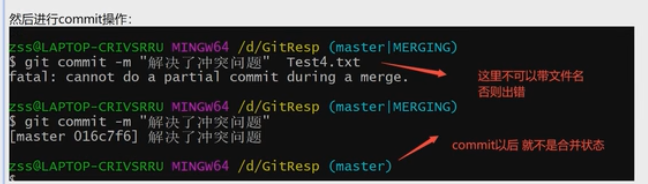 然后进行commit操作：
zss@LAPTOP-CRIVSRRU MINGW64 /d/GitResp (master|MERGING)
$ git commit -m "解决了冲突问题"  Test4.txt
fatal: cannot do a partial commit during a merge.
这里不可以带文件名
否则出错
zss@LAPTOP-CRIVSRRU MINGW64 /d/GitResp (master|MERGING)
$ git commit -m "解决了冲突问题"
[master 016c7f6] 解决了冲突问题
commit以后 就不是合并状态
zss@LAPTOP-CRIVSRRU MINGW64 /d/GitResp (master)
$